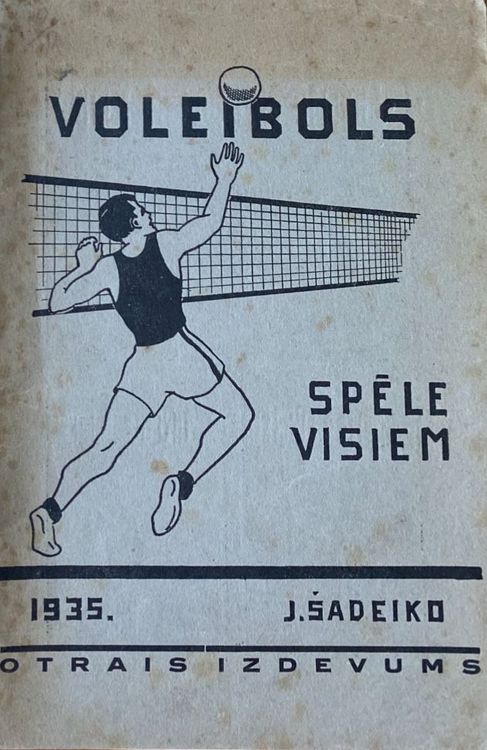 VOLEIBOLS
SPĒLE
VISIEM
1935. J.ŠADEIKO
OTRAIS IZDEVUMS